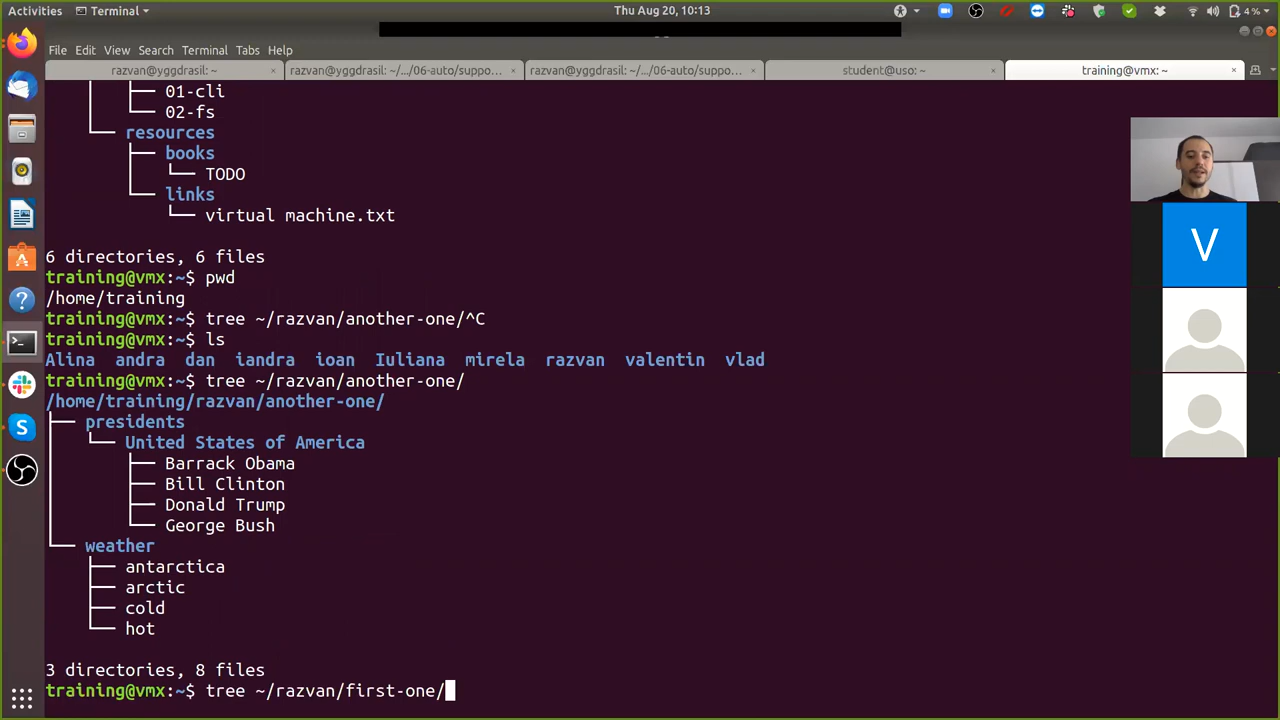 Activities Terminal Thu Aug 20, 10:13 4 %
File Edit View Search Terminal Tabs Help
razvan@yggdrasil: ~ × razvan@yggdrasil: ~/.../06-auto/suppo... × razvan@yggdrasil: ~/.../06-auto/suppo... × student@uso: ~ × training@vmx: ~ ×
├── 01-cli
└── 02-fs
└── resources
├── books
└── TODO
└── links
└── virtual machine.txt
6 directories, 6 files
training@vmx:~$ pwd
/home/training
training@vmx:~$ tree ~/razvan/another-one/^C
training@vmx:~$ ls
Alina andra dan iandra ioan Iuliana mirela razvan valentin vlad
training@vmx:~$ tree ~/razvan/another-one/
/home/training/razvan/another-one/
├── presidents
└── United States of America
├── Barrack Obama
├── Bill Clinton
├── Donald Trump
└── George Bush
└── weather
├── antarctica
├── arctic
├── cold
└── hot
3 directories, 8 files
training@vmx:~$ tree ~/razvan/first-one/
V
S